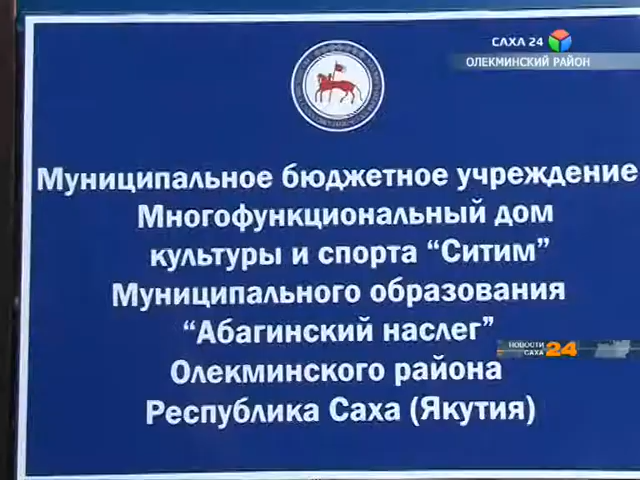 САХА 24
ОЛЕКМИНСКИЙ РАЙОН
Муниципальное бюджетное учреждение
Многофункциональный дом
культуры и спорта “Ситим”
Муниципального образования
“Абагинский наслег”
Олекминского района
Республика Саха (Якутия)
НОВОСТИ
САХА 24